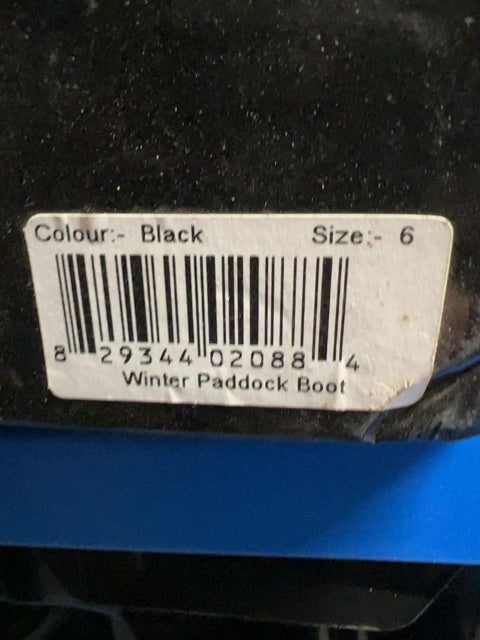 Colour:- Black Size:- 6
8 29344 02088 4
Winter Paddock Boot